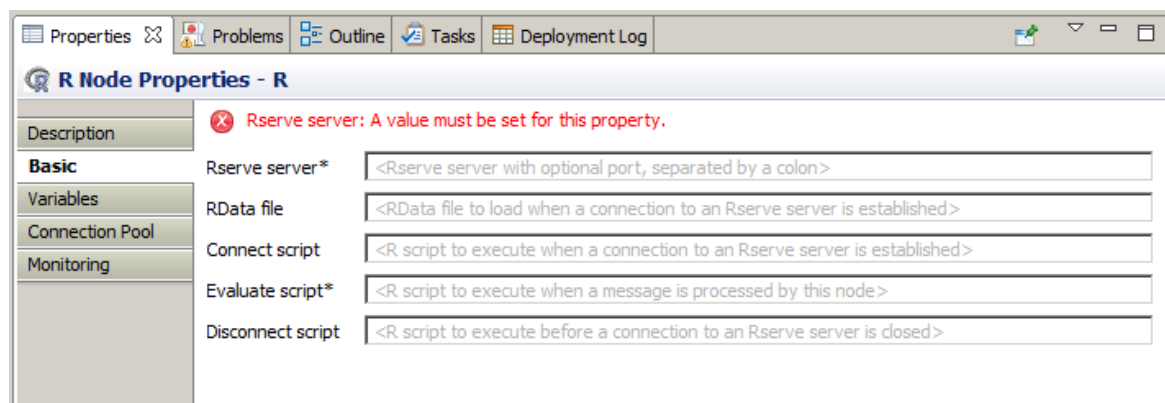 Properties Problems Outline Tasks Deployment Log
R Node Properties - R
Description
Basic
Variables
Connection Pool
Monitoring
Rserve server: A value must be set for this property.
Rserve server* <Rserve server with optional port, separated by a colon>
RData file <RData file to load when a connection to an Rserve server is established>
Connect script <R script to execute when a connection to an Rserve server is established>
Evaluate script* <R script to execute when a message is processed by this node>
Disconnect script <R script to execute before a connection to an Rserve server is closed>